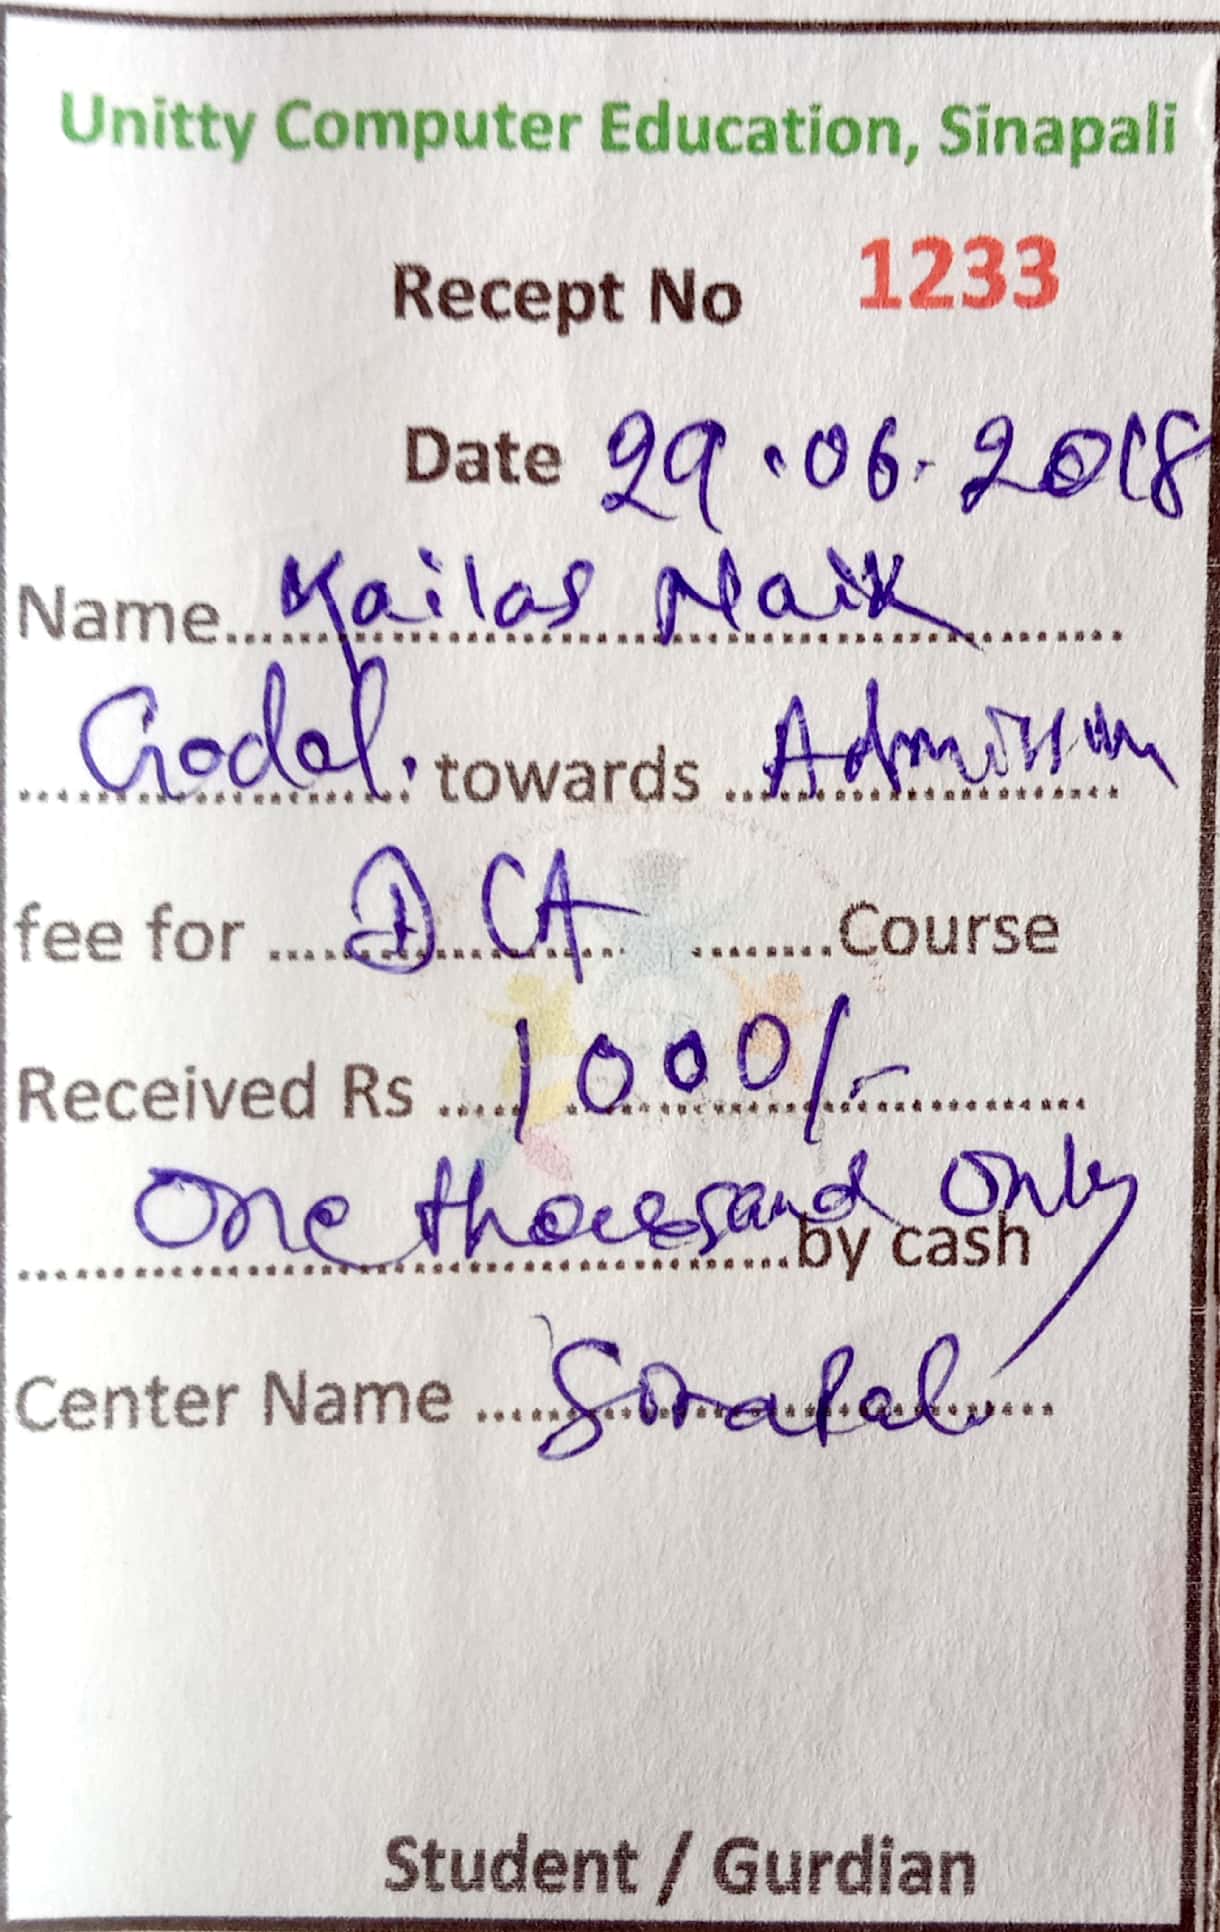 Unitty Computer Education, Sinapali
Recept No 1233
Date 29.06.2018
Name Kailas Naik
Godal. towards Admission
fee for DCA Course
Received Rs 1000/-
One thousand Only
by cash
Center Name Sinapali
Student / Gurdian